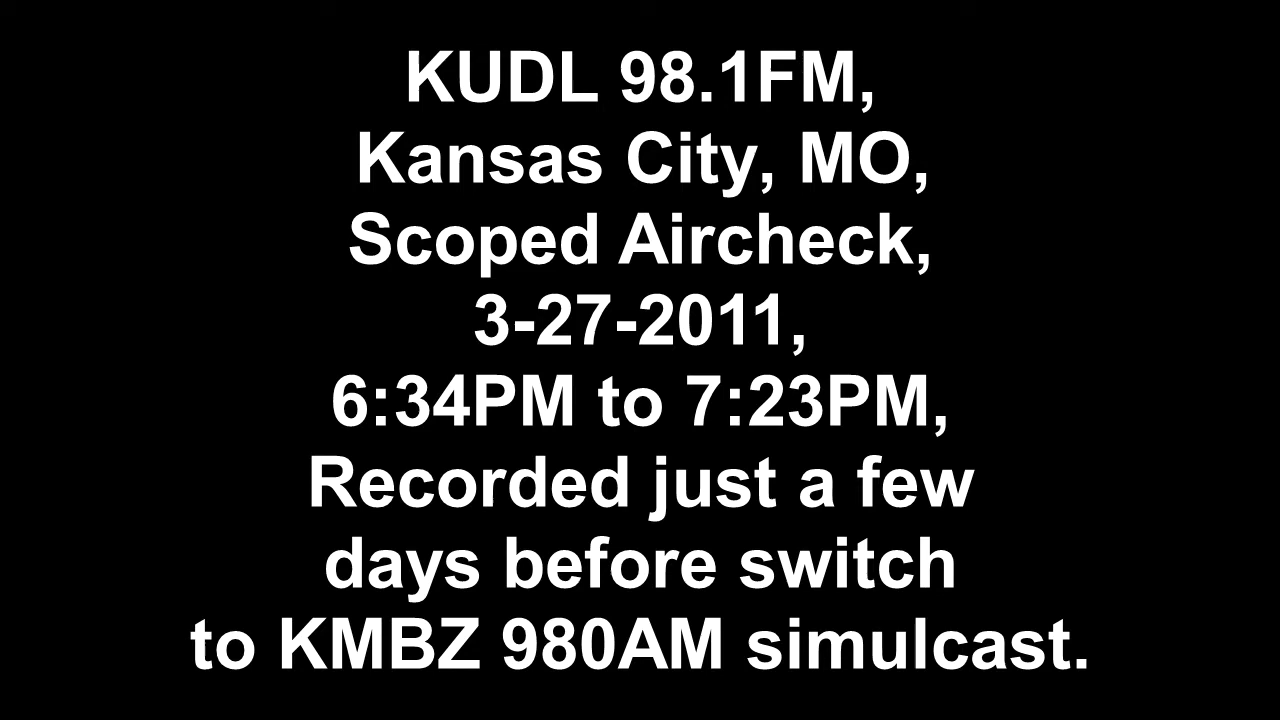 KUDL 98.1FM,
Kansas City, MO,
Scoped Aircheck,
3-27-2011,
6:34PM to 7:23PM,
Recorded just a few
days before switch
to KMBZ 980AM simulcast.